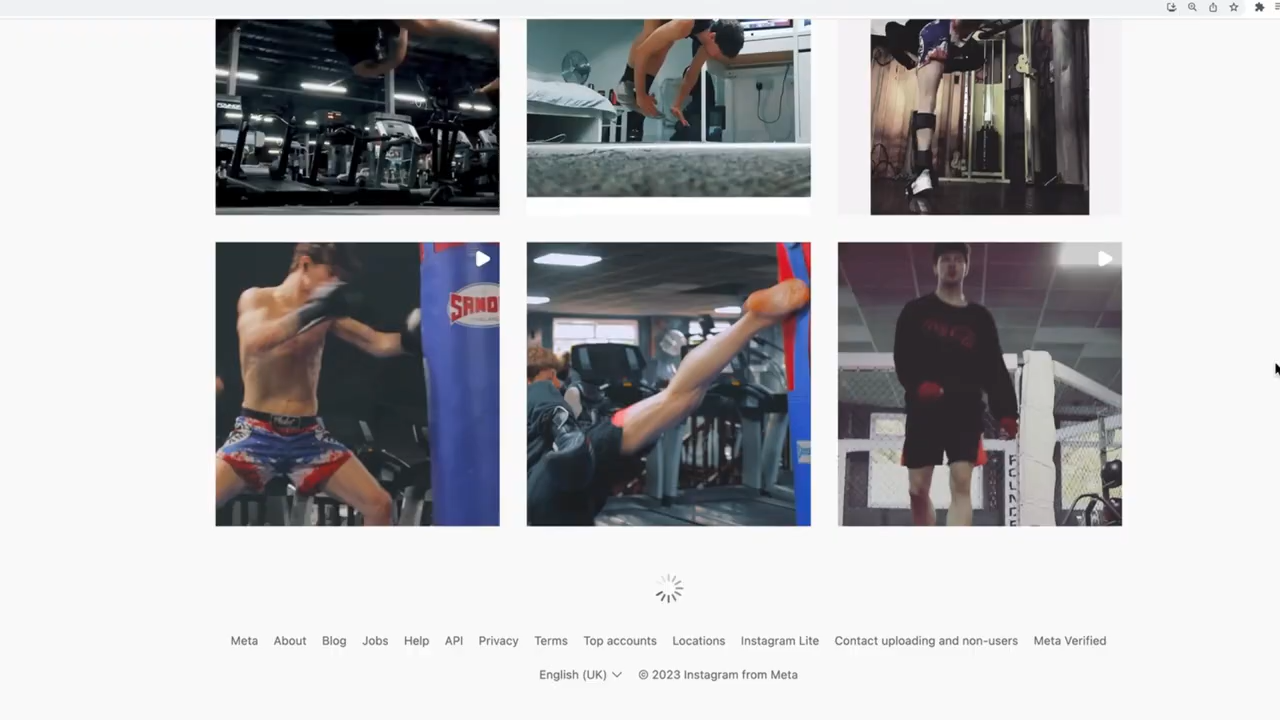 SAND
Meta About Blog Jobs Help API Privacy Terms Top accounts Locations Instagram Lite Contact uploading and non-users Meta Verified
English (UK) © 2023 Instagram from Meta